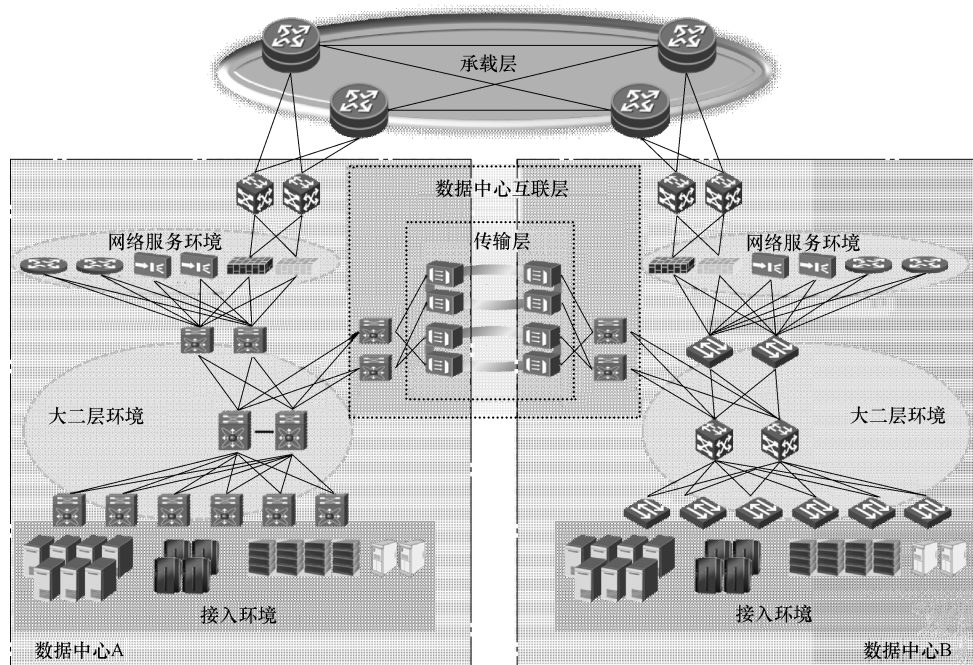 承载层
数据中心互联层
网络服务环境
传输层
网络服务环境
大二层环境
大二层环境
接入环境
接入环境
数据中心A
数据中心B